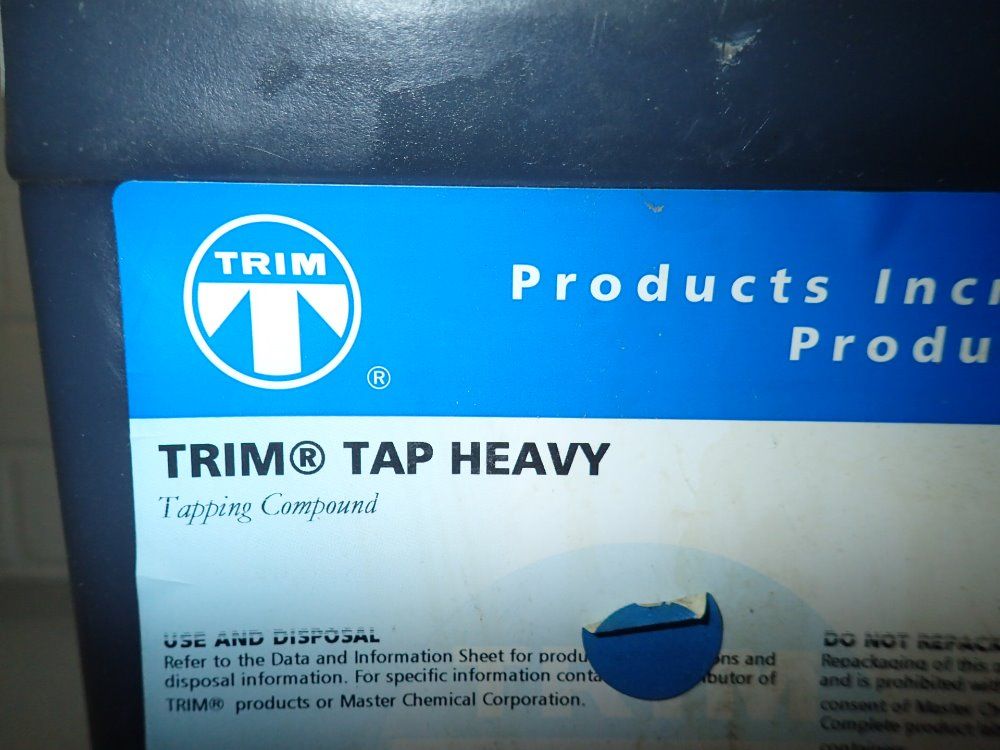 TRIM
®
Products Incr
Produ
TRIM® TAP HEAVY
Tapping Compound
USE AND DISPOSAL
Refer to the Data and Information Sheet for produ ns and
disposal information. For specific information conta butor of
TRIM® products or Master Chemical Corporation.
DO NOT REPACK
Repackaging of this
and is prohibited
consent of Master Ch
Complete product